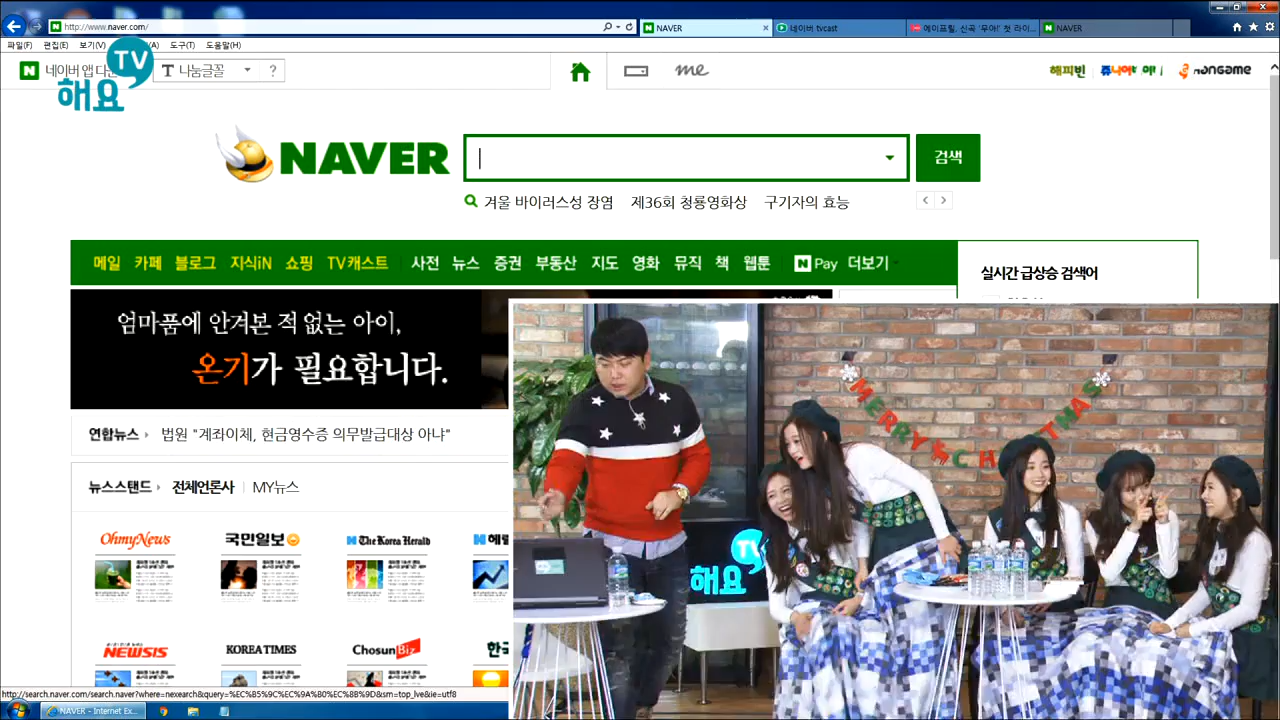 http://www.naver.com/
NAVER
네이버 tvcast
에이프릴, 신곡 '무아!' 첫 라이...
NAVER
파일(F) 편집(E) 보기(V) 도구(T) 도움말(H)
네이버 앱 다운
나눔글꼴
?
me
해피빈
쥬니어네이버
HANGAME
TV
해요
NAVER
검색
겨울 바이러스성 장염 제36회 청룡영화상 구기자의 효능
메일 카페 블로그 지식iN 쇼핑 TV캐스트 사전 뉴스 증권 부동산 지도 영화 뮤직 책 웹툰 N Pay 더보기
실시간 급상승 검색어
엄마품에 안겨본 적 없는 아이,
온기가 필요합니다.
연합뉴스 법원 "계좌이체, 현금영수증 의무발급대상 아냐"
뉴스스탠드 전체언론사 MY뉴스
OhmyNews 국민일보 The Korea Herald 헤럴
MERRY CHRISTMAS
TV
해요
NEWSIS KOREA TIMES ChosunBiz 한국
http://search.naver.com/search.naver?where=nexearch&query=%EC%B5%9C%EC%9A%B0%EC%8B%9D&sm=top_lve&ie=utf8
NAVER - Internet Ex...